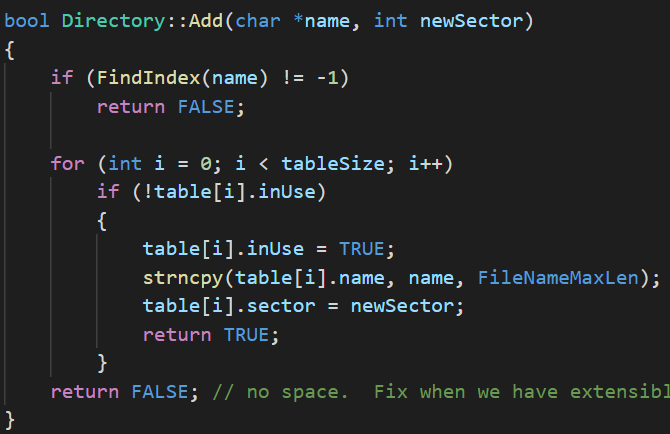 bool Directory::Add(char *name, int newSector)
{
    if (FindIndex(name) != -1)
        return FALSE;

    for (int i = 0; i < tableSize; i++)
        if (!table[i].inUse)
        {
            table[i].inUse = TRUE;
            strncpy(table[i].name, name, FileNameMaxLen);
            table[i].sector = newSector;
            return TRUE;
        }
    return FALSE; // no space.  Fix when we have extensibl
}